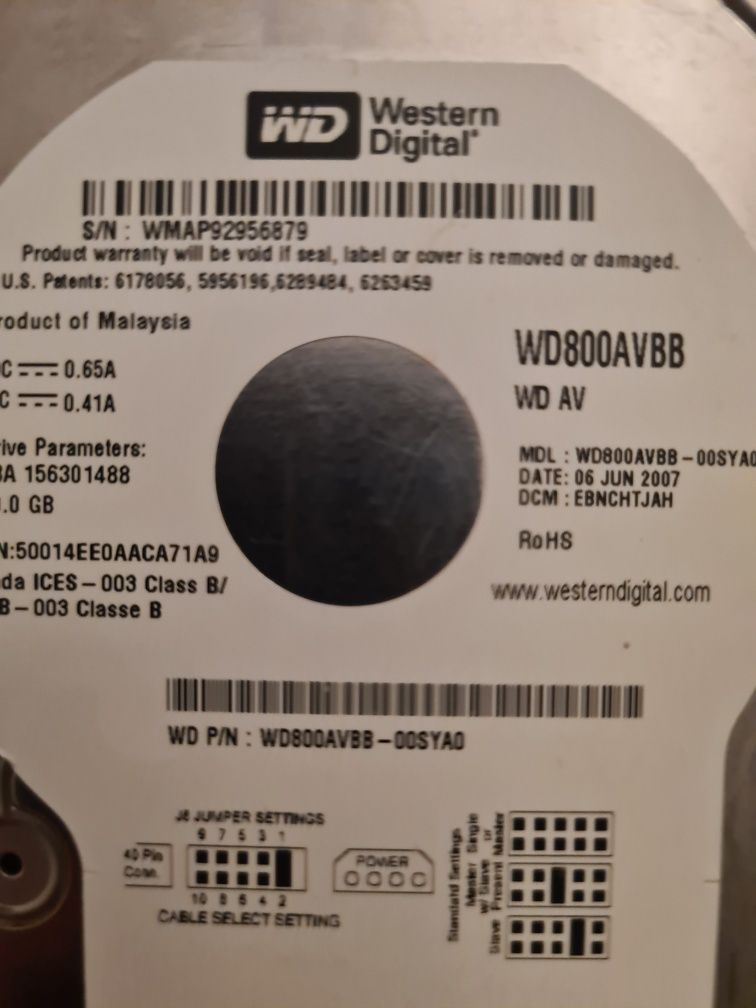 WD Western
Digital®
S/N : WMAP92956879
Product warranty will be void if seal, label or cover is removed or damaged.
U.S. Patents: 6178056, 5956196,6289484, 6263459
roduct of Malaysia
WD800AVBB
C 0.65A
WD AV
C 0.41A
ive Parameters:
BA 156301488
.0 GB
MDL : WD800AVBB-00SYA0
DATE: 06 JUN 2007
DCM : EBNCHTJAH
RoHS
N:50014EE0AACA71A9
da ICES-003 Class B/
B-003 Classe B
www.westerndigital.com
WD P/N : WD800AVBB-00SYA0
J8 JUMPER SETTINGS
9 7 5 3 1
40 Pin
Conn.
10 8 6 4 2
CABLE SELECT SETTING
POWER
Standard Settings
Single
or
Master
Master
w/ Slave
Present
Slave